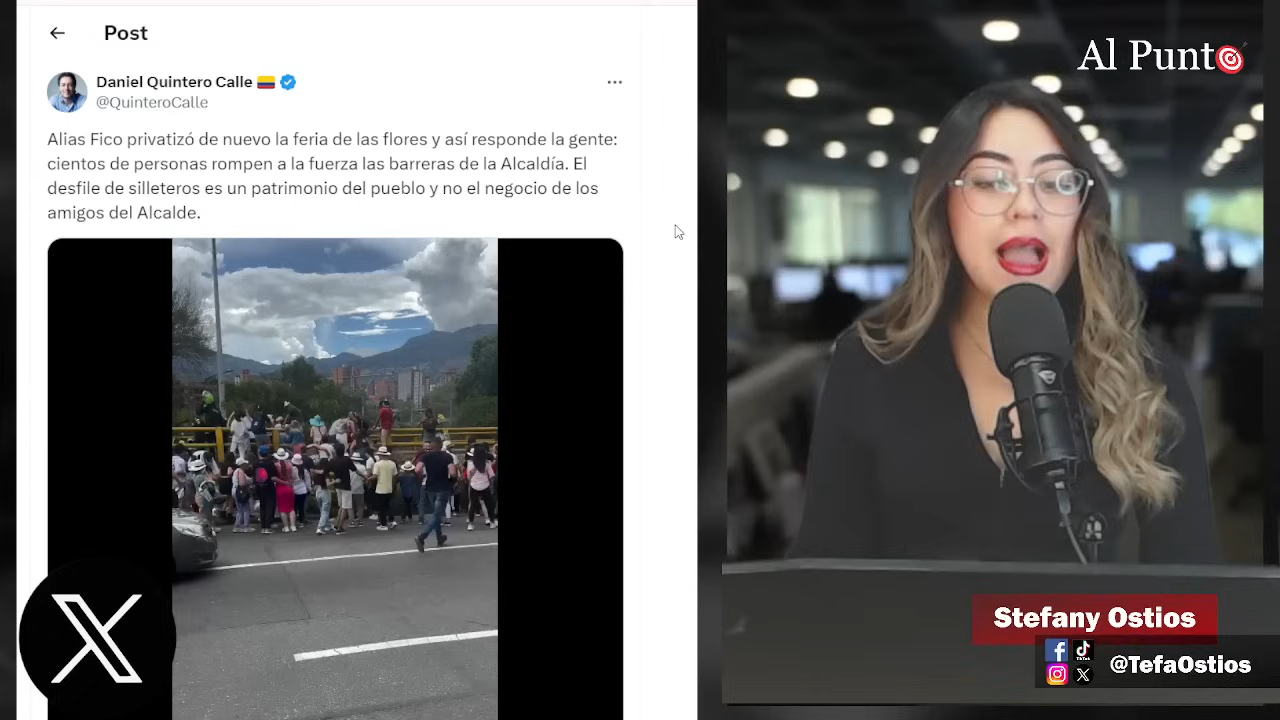 Post
Daniel Quintero Calle
@QuinteroCalle
Alias Fico privatizó de nuevo la feria de las flores y así responde la gente:
cientos de personas rompen a la fuerza las barreras de la Alcaldía. El
desfile de silleteros es un patrimonio del pueblo y no el negocio de los
amigos del Alcalde.
Al Punto
Stefany Ostios
@TefaOstios